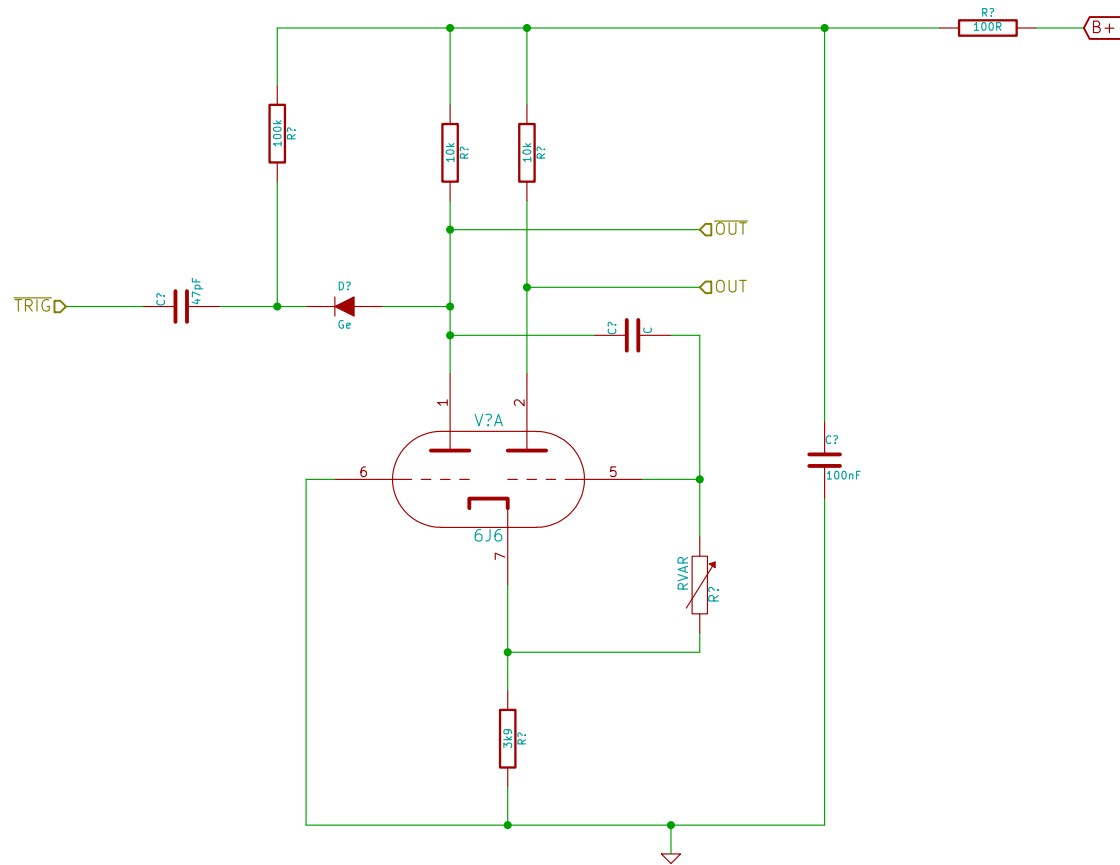 R?
100R
B+
100k
R?
10k
R?
10k
R?
OUT
OUT
TRIG
C?
47pF
D?
Ge
C?
C
1
2
V?A
6
5
6J6
7
C?
100nF
RVAR
R?
3k9
R?